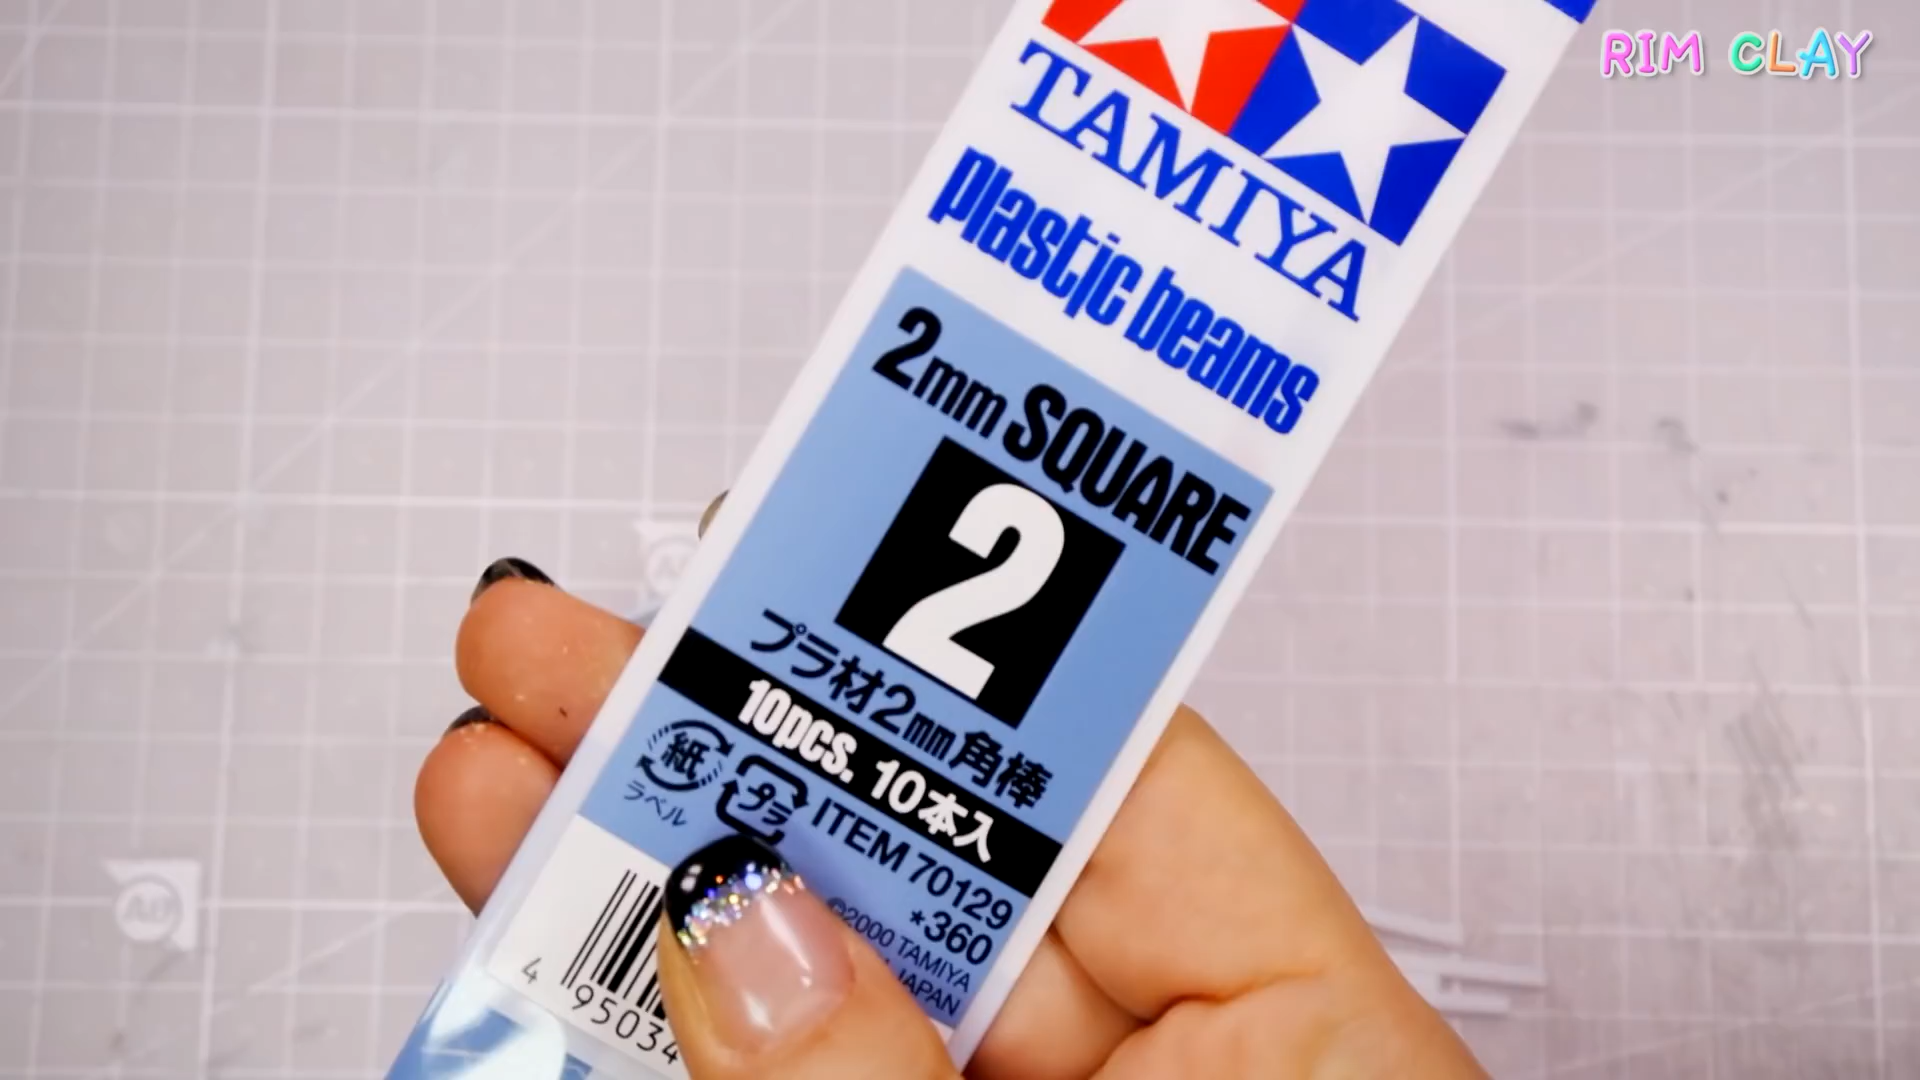 RIM CLAY
TAMIYA
plastic beams
2mm SQUARE
2
プラ材2mm角棒
10pcs. 10本入
紙
ラベル
プラ
ITEM 70129
*360
©2000 TAMIYA
JAPAN
4 95034